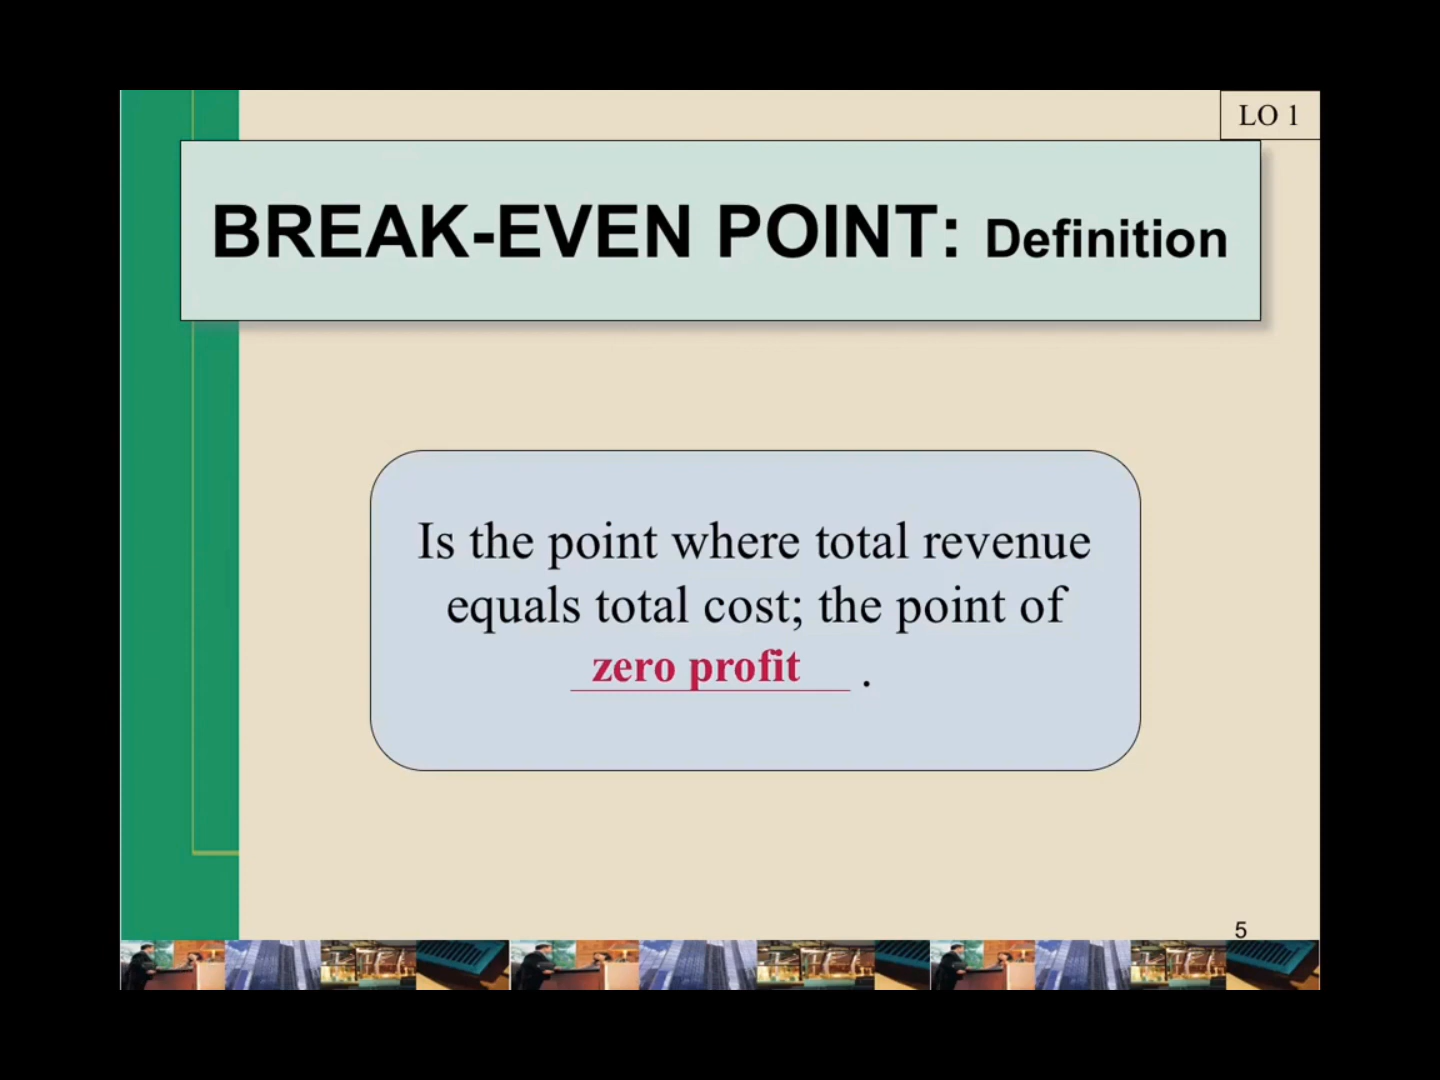 LO 1
BREAK-EVEN POINT: Definition
Is the point where total revenue
equals total cost; the point of
zero profit .
5